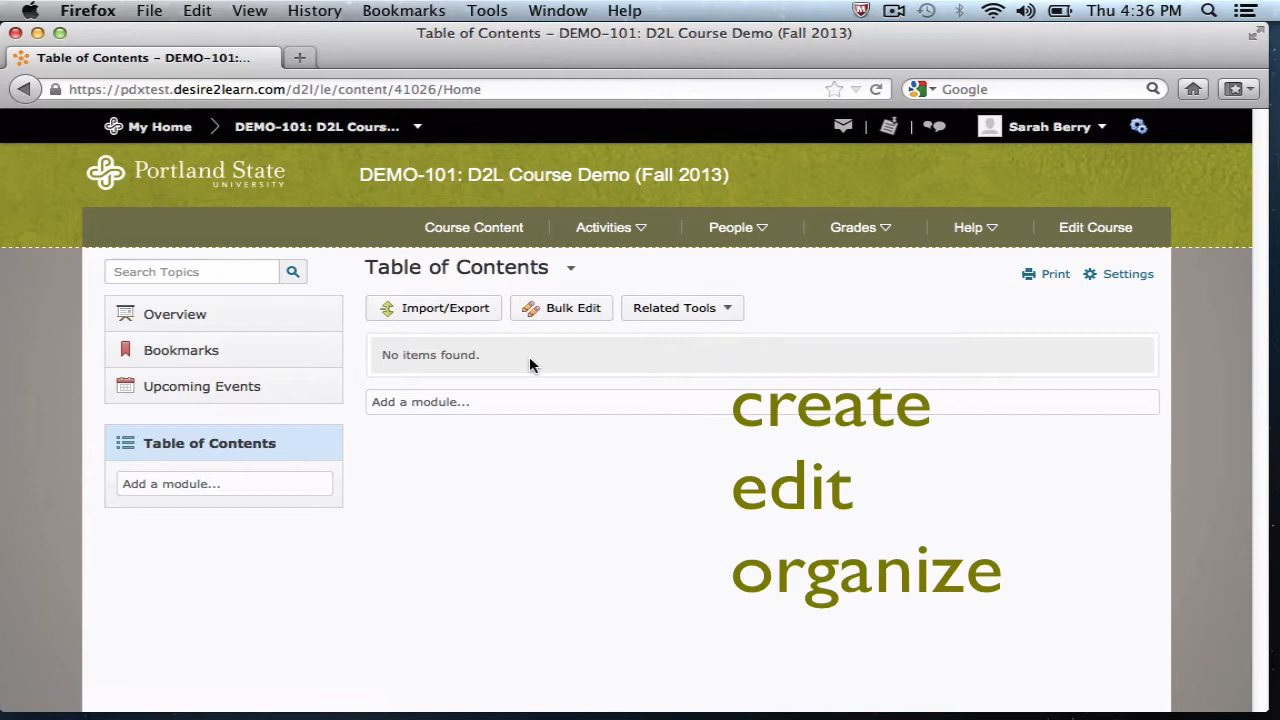 Firefox File Edit View History Bookmarks Tools Window Help Thu 4:36 PM
Table of Contents – DEMO-101: D2L Course Demo (Fall 2013)
Table of Contents – DEMO-101:...
https://pdxtest.desire2learn.com/d2l/le/content/41026/Home
Google
My Home DEMO-101: D2L Cours... Sarah Berry
Portland State
UNIVERSITY
DEMO-101: D2L Course Demo (Fall 2013)
Course Content Activities People Grades Help Edit Course
Search Topics
Table of Contents
Print Settings
Overview
Import/Export Bulk Edit Related Tools
Bookmarks
No items found.
Upcoming Events
Add a module...
create
Table of Contents
Add a module...
edit
organize